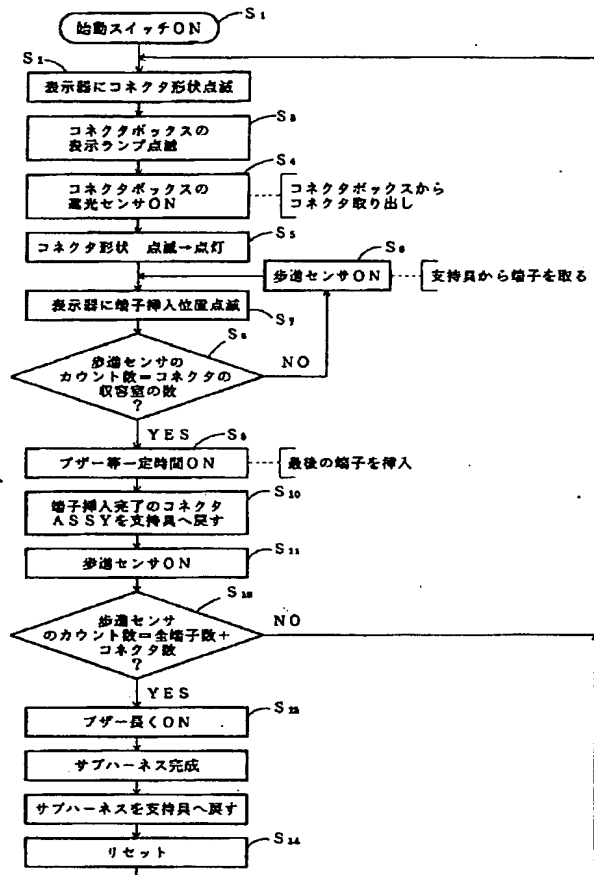 始動スイッチON
S1
S2
表示器にコネクタ形状点滅
S3
コネクタボックスの
表示ランプ点滅
S4
コネクタボックスの
遮光センサON
コネクタボックスから
コネクタ取り出し
S5
コネクタ形状 点滅→点灯
S6
歩進センサON
支持具から端子を取る
表示器に端子挿入位置点滅
S7
S8
歩進センサの
カウント数=コネクタの
収容室の数
?
NO
YES
S9
ブザー等一定時間ON
最後の端子を挿入
S10
端子挿入完了のコネクタ
ASSYを支持具へ戻す
S11
歩進センサON
S12
歩進センサ
のカウント数=全端子数+
コネクタ数
?
NO
YES
S13
ブザー長くON
サブハーネス完成
サブハーネスを支持具へ戻す
S14
リセット